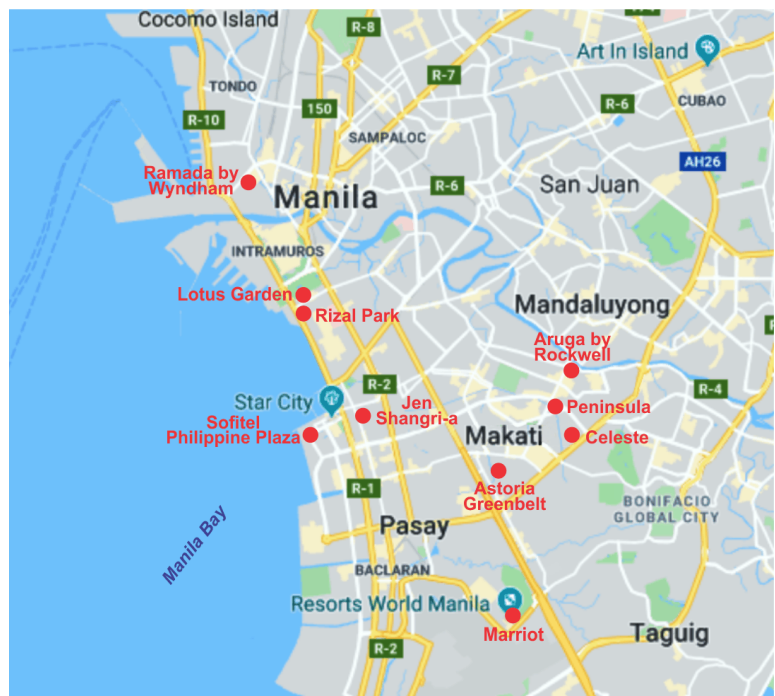 Cocomo Island
R-8
Art In Island
R-7
TONDO
CUBAO
R-6
150
R-10
SAMPALOC
AH26
Ramada by
Wyndham
R-6
San Juan
Manila
INTRAMUROS
Lotus Garden
Mandaluyong
Rizal Park
Aruga by
Rockwell
R-2
R-4
Star City
Jen
Shangri-a
Peninsula
Sofitel
Philippine Plaza
Makati
Celeste
R-1
Astoria
Greenbelt
BONIFACIO
GLOBAL CITY
Pasay
Manila Bay
BACLARAN
Resorts World Manila
Marriot
Taguig
R-2